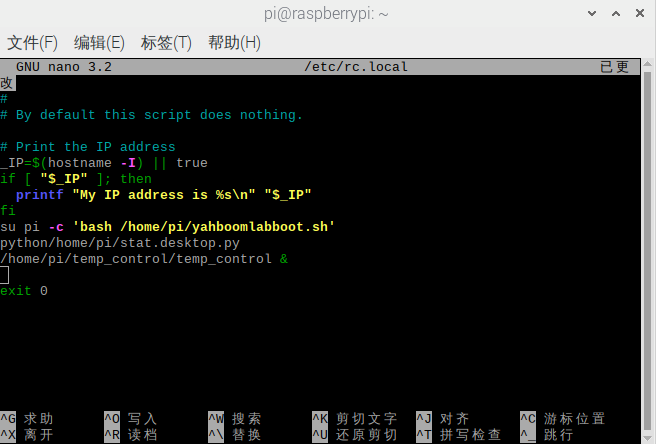 pi@raspberrypi: ~
文件(F) 编辑(E) 标签(T) 帮助(H)
GNU nano 3.2 /etc/rc.local 已更
改
#
# By default this script does nothing.
# Print the IP address
_IP=$(hostname -I) || true
if [ "$_IP" ]; then
  printf "My IP address is %s\n" "$_IP"
fi
su pi -c 'bash /home/pi/yahboomlabboot.sh'
python/home/pi/stat.desktop.py
/home/pi/temp_control/temp_control &
exit 0
^G 求助 ^O 写入 ^W 搜索 ^K 剪切文字 ^J 对齐 ^C 游标位置
^X 离开 ^R 读档 ^\ 替换 ^U 还原剪切 ^T 拼写检查 ^_ 跳行